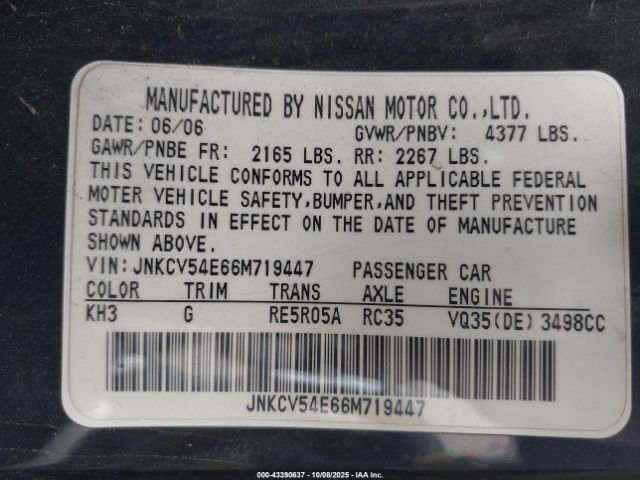 MANUFACTURED BY NISSAN MOTOR CO.,LTD.
DATE: 06/06 GVWR/PNBV: 4377 LBS.
GAWR/PNBE FR: 2165 LBS. RR: 2267 LBS.
THIS VEHICLE CONFORMS TO ALL APPLICABLE FEDERAL
MOTER VEHICLE SAFETY,BUMPER,AND THEFT PREVENTION
STANDARDS IN EFFECT ON THE DATE OF MANUFACTURE
SHOWN ABOVE.
VIN:JNKCV54E66M719447 PASSENGER CAR
COLOR TRIM TRANS AXLE ENGINE
KH3 G RE5R05A RC35 VQ35(DE) 3498CC
JNKCV54E66M719447
000-43390637 - 10/08/2025 - IAA Inc.